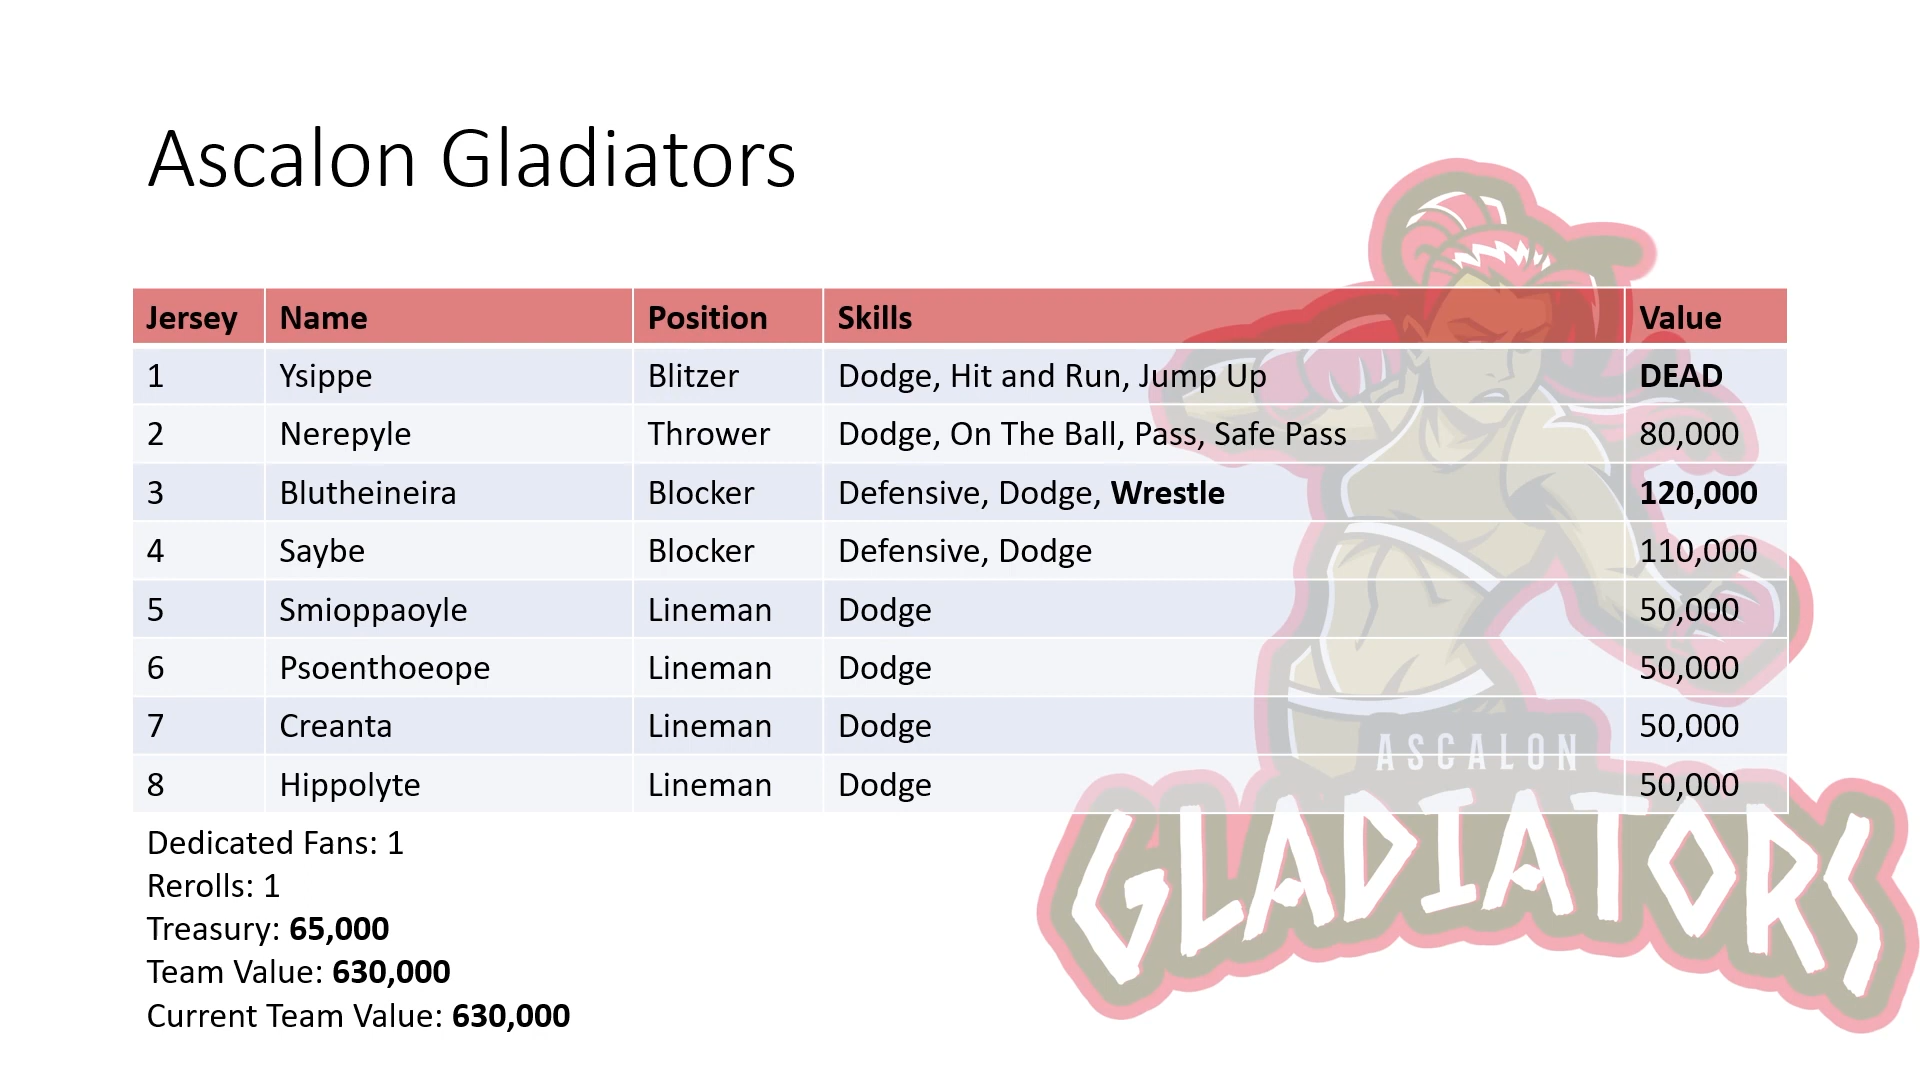 Ascalon Gladiators
Jersey Name Position Skills Value
1 Ysippe Blitzer Dodge, Hit and Run, Jump Up DEAD
2 Nerepyle Thrower Dodge, On The Ball, Pass, Safe Pass 80,000
3 Blutheineira Blocker Defensive, Dodge, Wrestle 120,000
4 Saybe Blocker Defensive, Dodge 110,000
5 Smioppaoyle Lineman Dodge 50,000
6 Psoenthoeope Lineman Dodge 50,000
7 Creanta Lineman Dodge 50,000
8 Hippolyte Lineman Dodge 50,000
Dedicated Fans: 1
Rerolls: 1
Treasury: 65,000
Team Value: 630,000
Current Team Value: 630,000
ASCALON
GLADIATORS